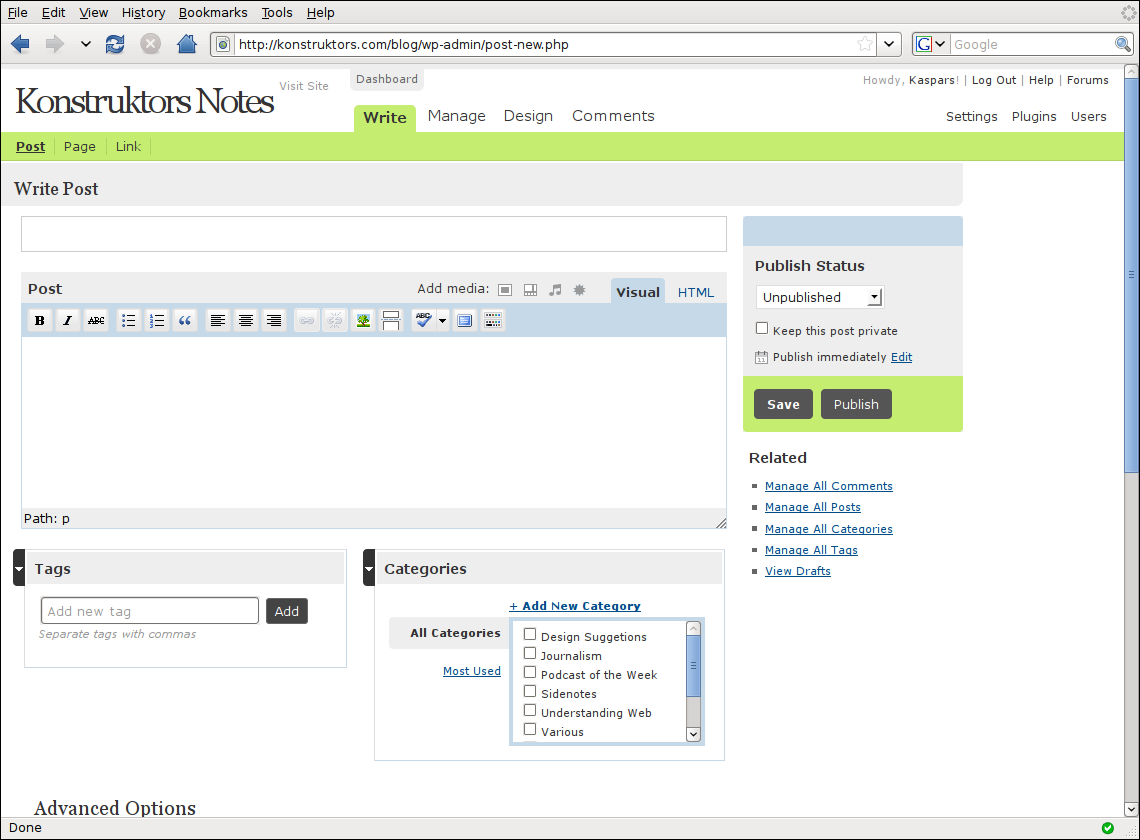 File Edit View History Bookmarks Tools Help
http://konstruktors.com/blog/wp-admin/post-new.php
G Google
Konstruktors Notes
Visit Site
Dashboard
Howdy, Kaspars! | Log Out | Help | Forums
Write Manage Design Comments
Settings Plugins Users
Post Page Link
Write Post
Post
Add media:
Visual HTML
B I ABC
ABC
Path: p
Publish Status
Unpublished
Keep this post private
11 Publish immediately Edit
Save Publish
Related
Manage All Comments
Manage All Posts
Manage All Categories
Manage All Tags
View Drafts
Tags
Add new tag Add
Separate tags with commas
Categories
+ Add New Category
All Categories
Most Used
Design Suggetions
Journalism
Podcast of the Week
Sidenotes
Understanding Web
Various
Advanced Options
Done